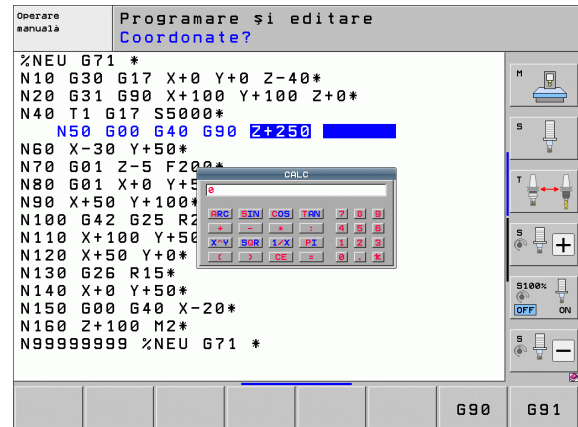 Operare
manuală
Programare și editare
Coordonate?
%NEU G71 *
N10 G30 G17 X+0 Y+0 Z-40*
N20 G31 G90 X+100 Y+100 Z+0*
N40 T1 G17 S5000*
N50 G00 G40 G90 Z+250
N60 X-30 Y+50*
N70 G01 Z-5 F200*
N80 G01 X+0 Y+5
N90 X+50 Y+100*
N100 G42 G25 R2
N110 X+100 Y+50
N120 X+50 Y+0*
N130 G26 R15*
N140 X+0 Y+50*
N150 G00 G40 X-20*
N160 Z+100 M2*
N99999999 %NEU G71 *
CALC
0
ARC SIN COS TAN 7 8 9
+ - * : 4 5 6
X^Y SQR 1/X PI 1 2 3
( ) CE = 0 .
M
S
T
S
+
S100%
OFF ON
S
-
G90 G91